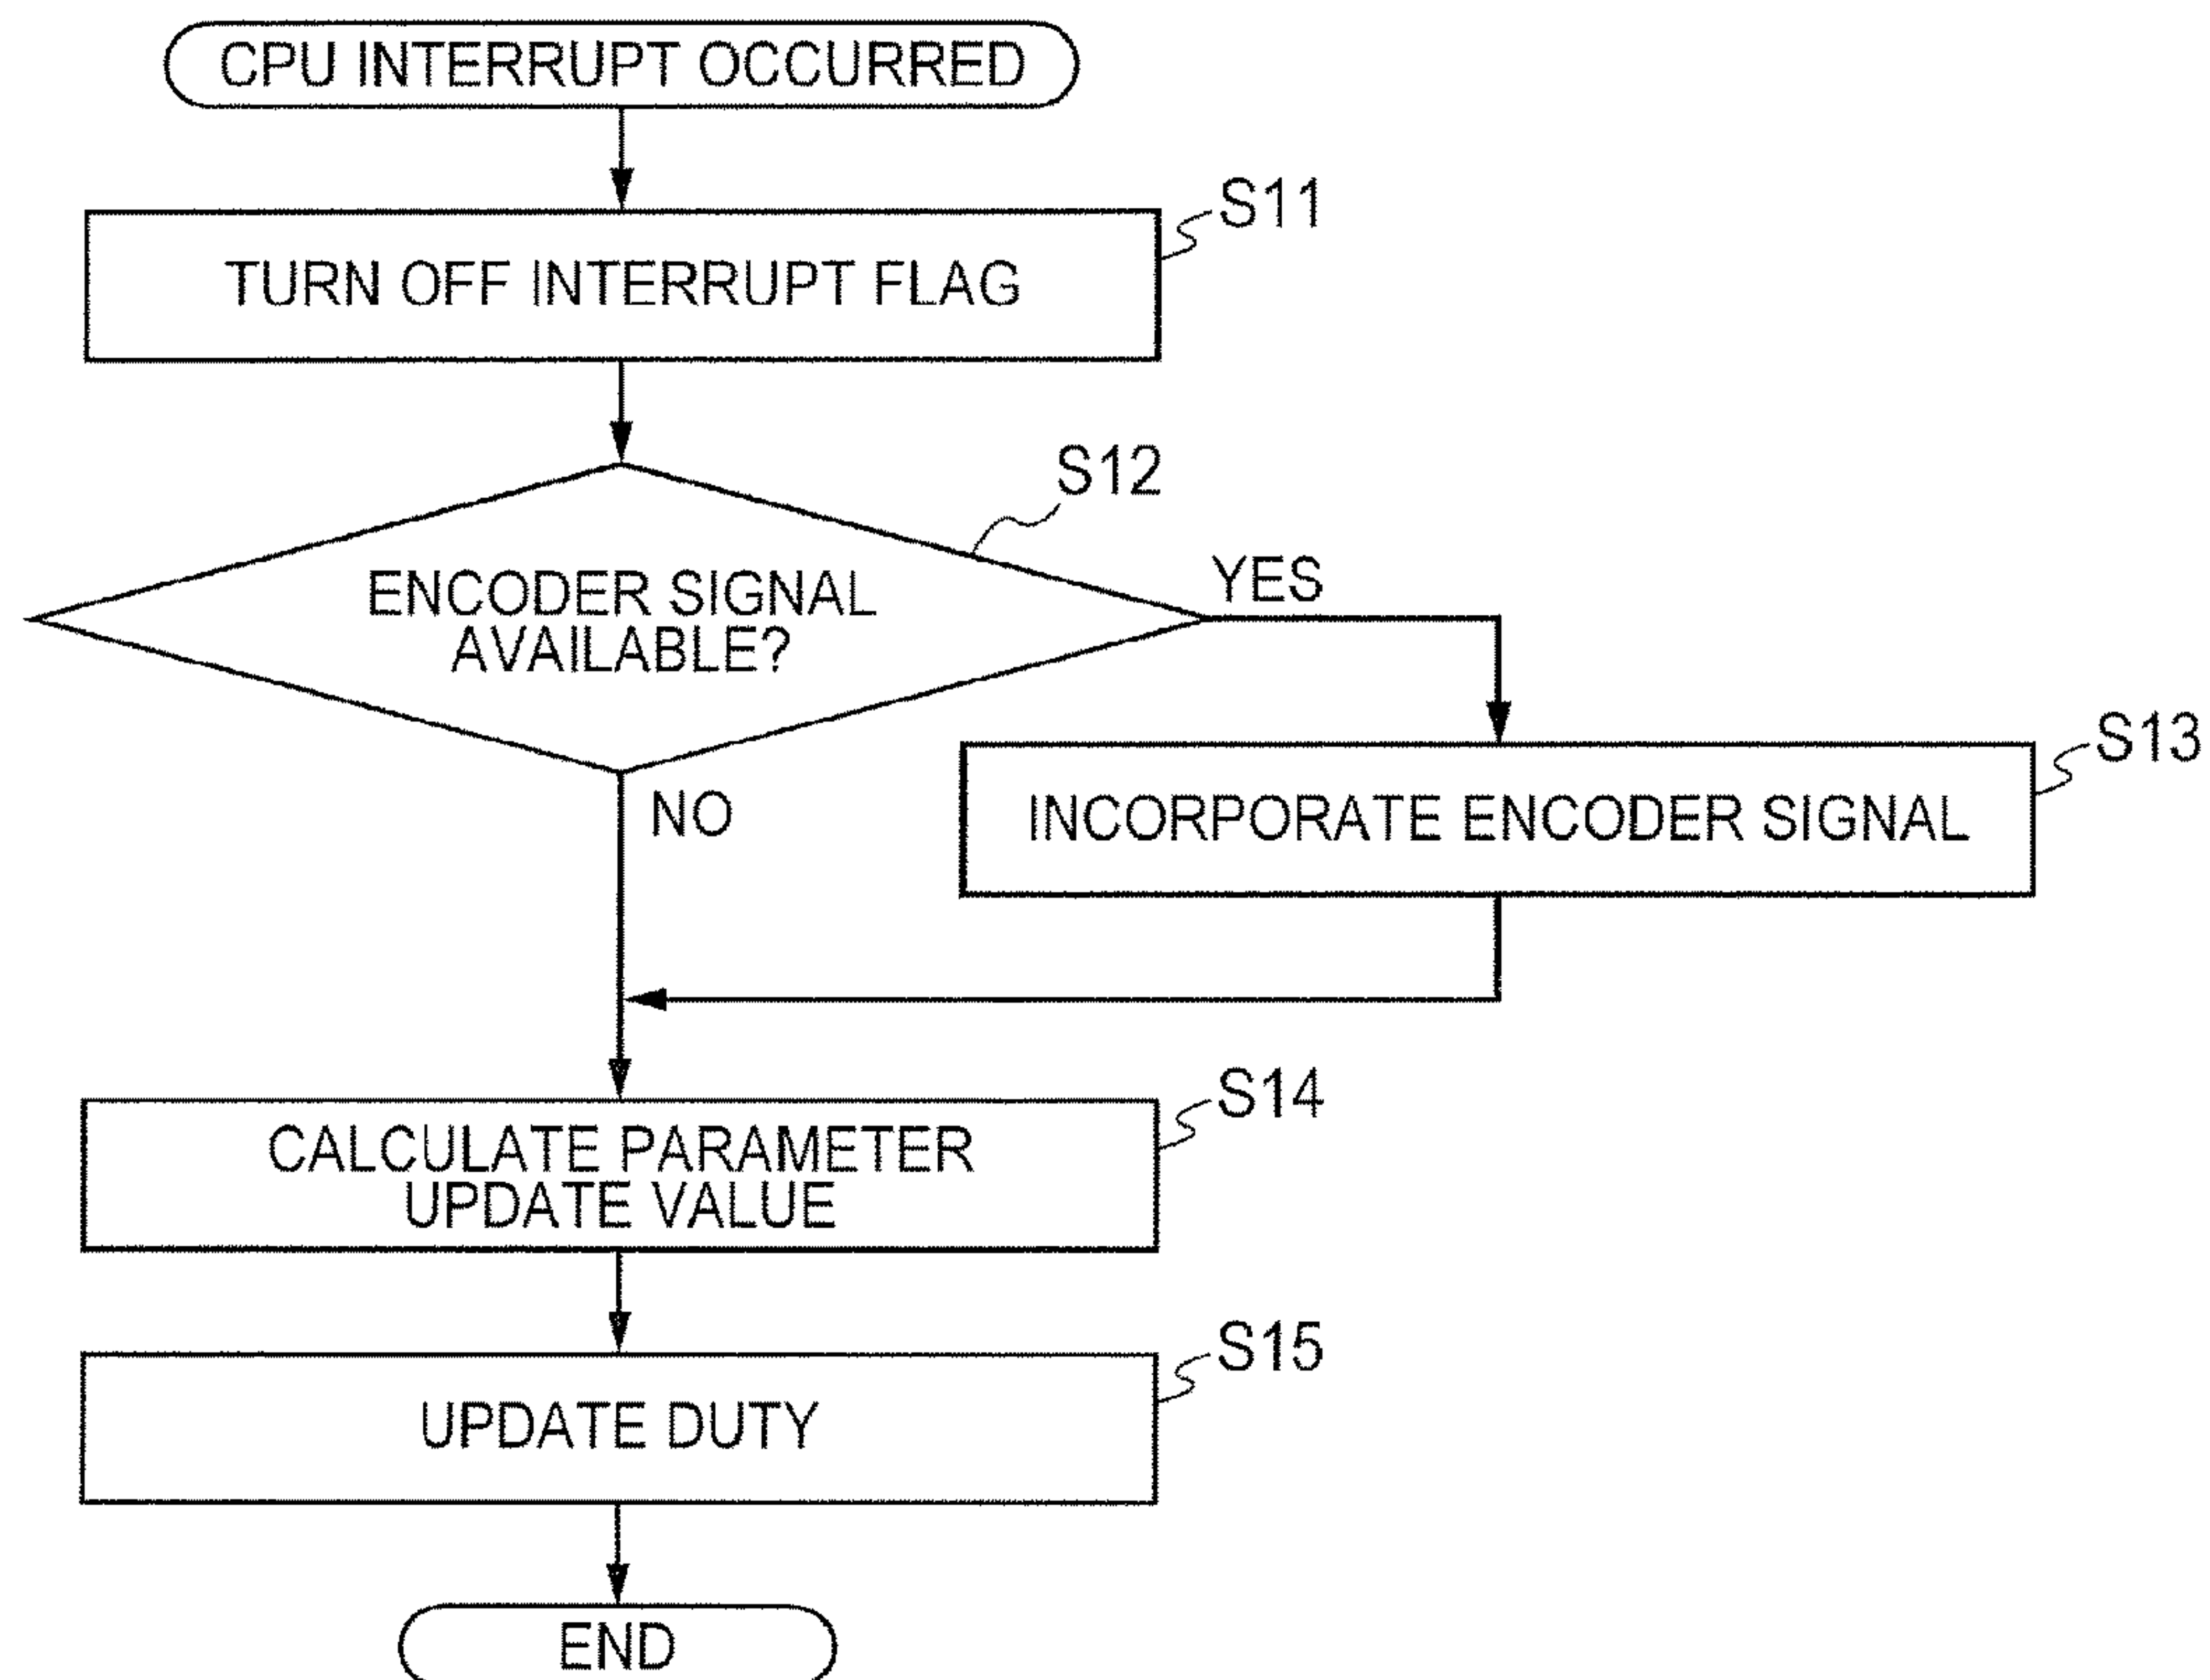 CPU INTERRUPT OCCURRED
S11
TURN OFF INTERRUPT FLAG
S12
ENCODER SIGNAL
AVAILABLE?
YES
NO
S13
INCORPORATE ENCODER SIGNAL
S14
CALCULATE PARAMETER
UPDATE VALUE
S15
UPDATE DUTY
END